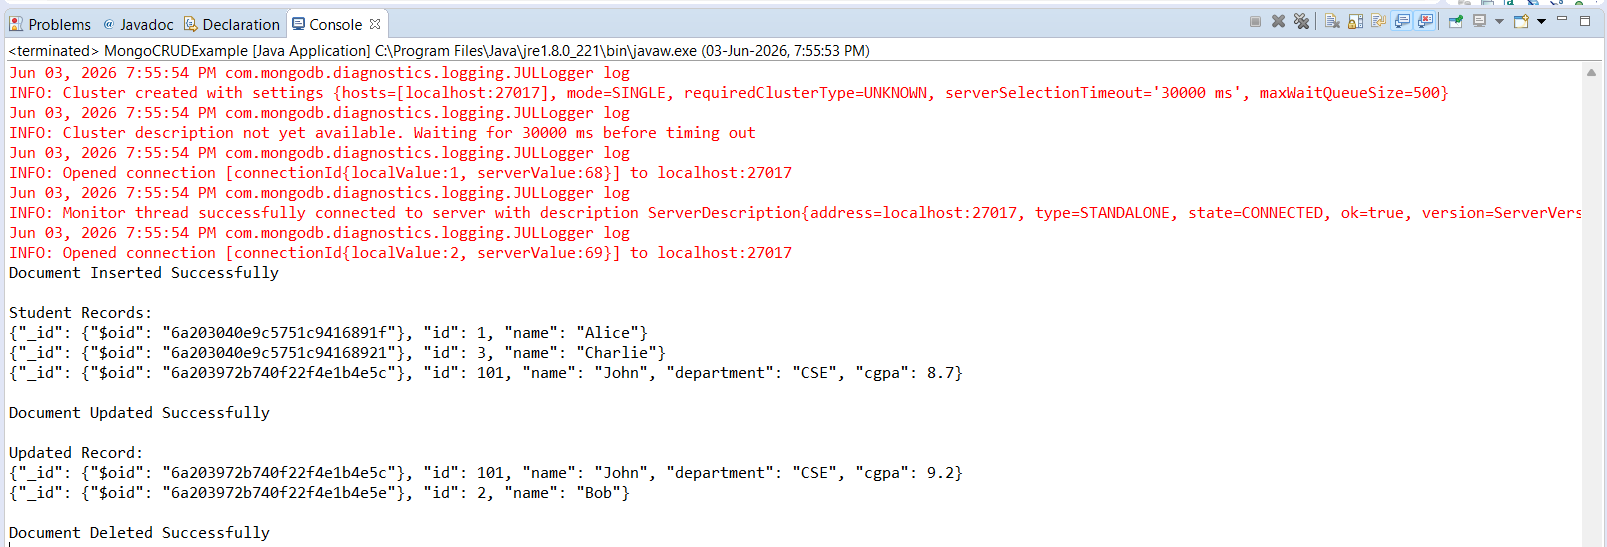 Problems @ Javadoc Declaration Console
<terminated> MongoCRUDExample [Java Application] C:\Program Files\Java\jre1.8.0_221\bin\javaw.exe (03-Jun-2026, 7:55:53 PM)
Jun 03, 2026 7:55:54 PM com.mongodb.diagnostics.logging.JULLogger log
INFO: Cluster created with settings {hosts=[localhost:27017], mode=SINGLE, requiredClusterType=UNKNOWN, serverSelectionTimeout='30000 ms', maxWaitQueueSize=500}
Jun 03, 2026 7:55:54 PM com.mongodb.diagnostics.logging.JULLogger log
INFO: Cluster description not yet available. Waiting for 30000 ms before timing out
Jun 03, 2026 7:55:54 PM com.mongodb.diagnostics.logging.JULLogger log
INFO: Opened connection [connectionId{localValue:1, serverValue:68}] to localhost:27017
Jun 03, 2026 7:55:54 PM com.mongodb.diagnostics.logging.JULLogger log
INFO: Monitor thread successfully connected to server with description ServerDescription{address=localhost:27017, type=STANDALONE, state=CONNECTED, ok=true, version=ServerVers
Jun 03, 2026 7:55:54 PM com.mongodb.diagnostics.logging.JULLogger log
INFO: Opened connection [connectionId{localValue:2, serverValue:69}] to localhost:27017
Document Inserted Successfully
Student Records:
{"_id": {"$oid": "6a203040e9c5751c9416891f"}, "id": 1, "name": "Alice"}
{"_id": {"$oid": "6a203040e9c5751c94168921"}, "id": 3, "name": "Charlie"}
{"_id": {"$oid": "6a203972b740f22f4e1b4e5c"}, "id": 101, "name": "John", "department": "CSE", "cgpa": 8.7}
Document Updated Successfully
Updated Record:
{"_id": {"$oid": "6a203972b740f22f4e1b4e5c"}, "id": 101, "name": "John", "department": "CSE", "cgpa": 9.2}
{"_id": {"$oid": "6a203972b740f22f4e1b4e5e"}, "id": 2, "name": "Bob"}
Document Deleted Successfully